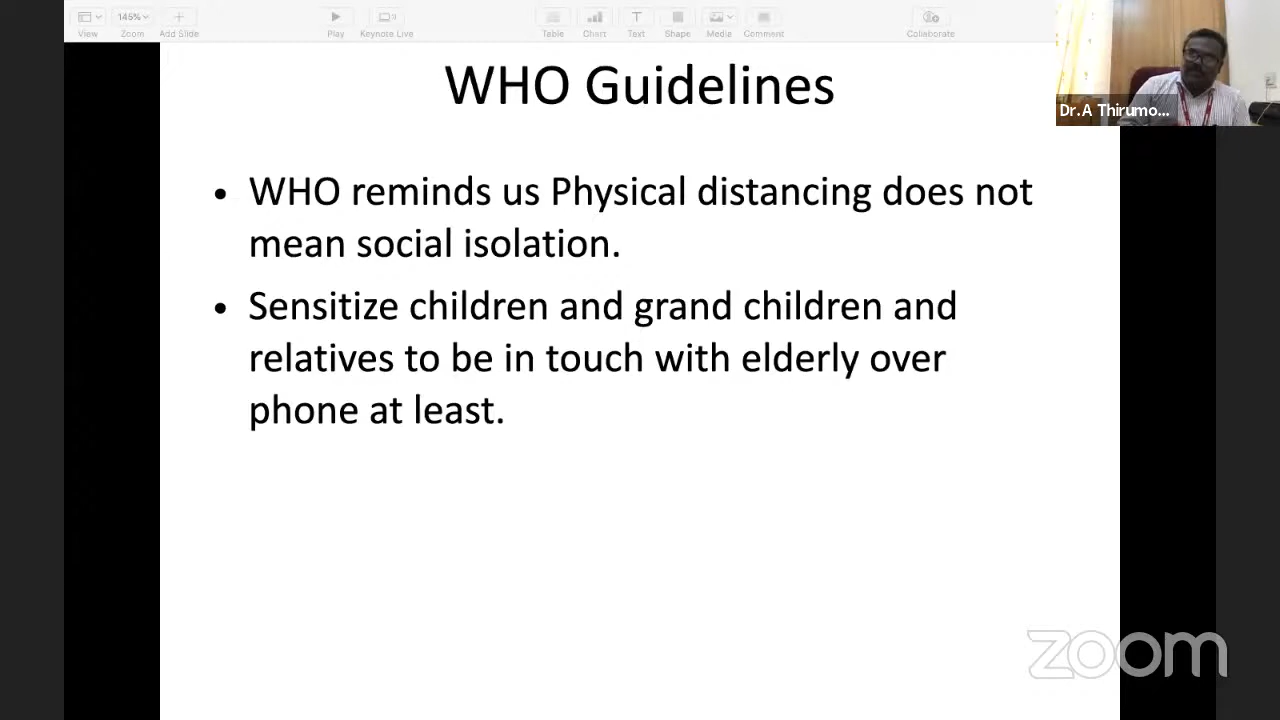 145%
View
Zoom
Add Slide
Play
Keynote Live
Table
Chart
Text
Shape
Media
Comment
Collaborate
T
Dr.A Thirumo...
WHO Guidelines
• WHO reminds us Physical distancing does not
mean social isolation.
• Sensitize children and grand children and
relatives to be in touch with elderly over
phone at least.
zoom